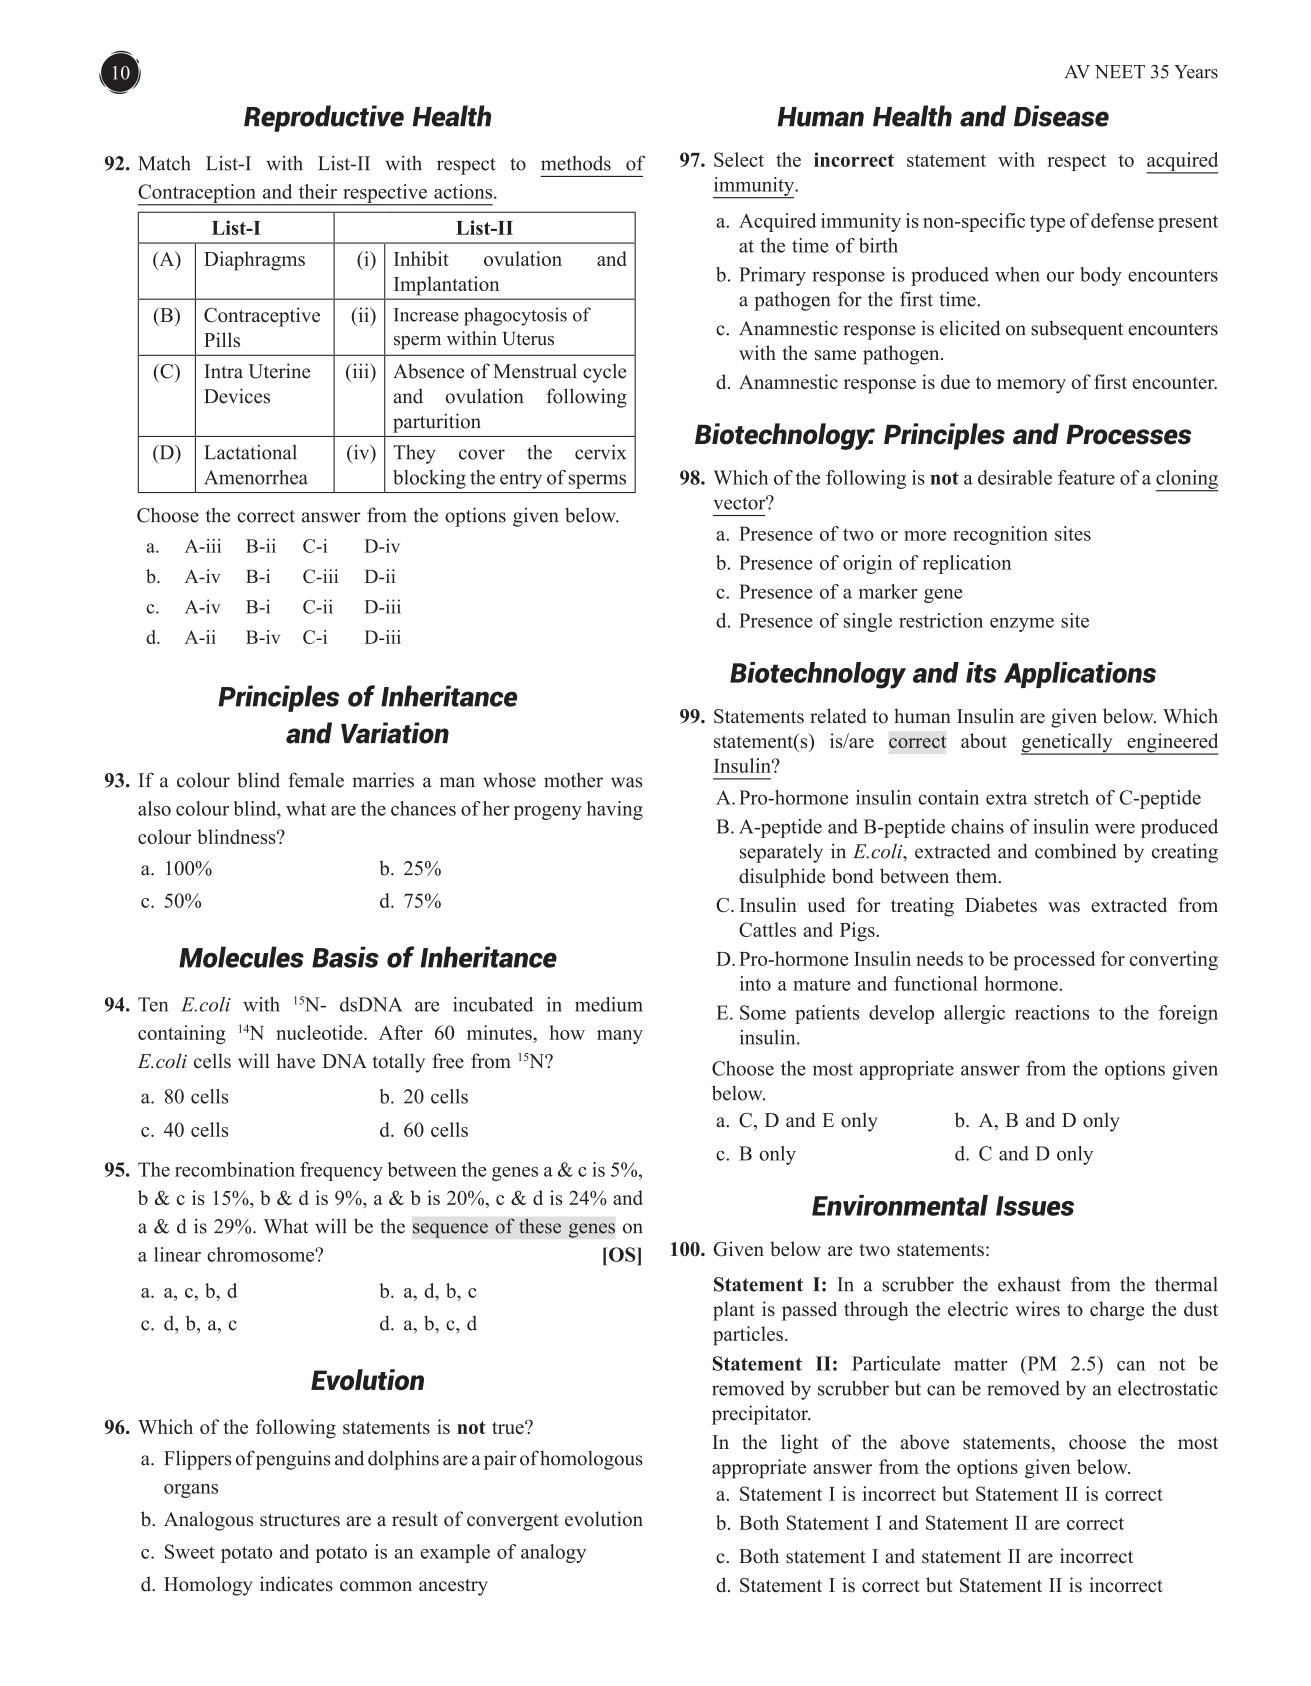 10
AV NEET 35 Years
Reproductive Health
92. Match List-I with List-II with respect to methods of
Contraception and their respective actions.
List-I List-II
(A) Diaphragms (i) Inhibit ovulation and
Implantation
(B) Contraceptive (ii) Increase phagocytosis of
Pills sperm within Uterus
(C) Intra Uterine (iii) Absence of Menstrual cycle
Devices and ovulation following
parturition
(D) Lactational (iv) They cover the cervix
Amenorrhea blocking the entry of sperms
Choose the correct answer from the options given below.
a. A-iii B-ii C-i D-iv
b. A-iv B-i C-iii D-ii
c. A-iv B-i C-ii D-iii
d. A-ii B-iv C-i D-iii
Principles of Inheritance
and Variation
93. If a colour blind female marries a man whose mother was
also colour blind, what are the chances of her progeny having
colour blindness?
a. 100% b. 25%
c. 50% d. 75%
Molecules Basis of Inheritance
94. Ten E.coli with ¹⁵N- dsDNA are incubated in medium
containing ¹⁴N nucleotide. After 60 minutes, how many
E.coli cells will have DNA totally free from ¹⁵N?
a. 80 cells b. 20 cells
c. 40 cells d. 60 cells
95. The recombination frequency between the genes a & c is 5%,
b & c is 15%, b & d is 9%, a & b is 20%, c & d is 24% and
a & d is 29%. What will be the sequence of these genes on
a linear chromosome? [OS]
a. a, c, b, d b. a, d, b, c
c. d, b, a, c d. a, b, c, d
Evolution
96. Which of the following statements is not true?
a. Flippers of penguins and dolphins are a pair of homologous
organs
b. Analogous structures are a result of convergent evolution
c. Sweet potato and potato is an example of analogy
d. Homology indicates common ancestry
Human Health and Disease
97. Select the incorrect statement with respect to acquired
immunity.
a. Acquired immunity is non-specific type of defense present
at the time of birth
b. Primary response is produced when our body encounters
a pathogen for the first time.
c. Anamnestic response is elicited on subsequent encounters
with the same pathogen.
d. Anamnestic response is due to memory of first encounter.
Biotechnology: Principles and Processes
98. Which of the following is not a desirable feature of a cloning
vector?
a. Presence of two or more recognition sites
b. Presence of origin of replication
c. Presence of a marker gene
d. Presence of single restriction enzyme site
Biotechnology and its Applications
99. Statements related to human Insulin are given below. Which
statement(s) is/are correct about genetically engineered
Insulin?
A. Pro-hormone insulin contain extra stretch of C-peptide
B. A-peptide and B-peptide chains of insulin were produced
separately in E.coli, extracted and combined by creating
disulphide bond between them.
C. Insulin used for treating Diabetes was extracted from
Cattles and Pigs.
D. Pro-hormone Insulin needs to be processed for converting
into a mature and functional hormone.
E. Some patients develop allergic reactions to the foreign
insulin.
Choose the most appropriate answer from the options given
below.
a. C, D and E only b. A, B and D only
c. B only d. C and D only
Environmental Issues
100. Given below are two statements:
Statement I: In a scrubber the exhaust from the thermal
plant is passed through the electric wires to charge the dust
particles.
Statement II: Particulate matter (PM 2.5) can not be
removed by scrubber but can be removed by an electrostatic
precipitator.
In the light of the above statements, choose the most
appropriate answer from the options given below.
a. Statement I is incorrect but Statement II is correct
b. Both Statement I and Statement II are correct
c. Both statement I and statement II are incorrect
d. Statement I is correct but Statement II is incorrect